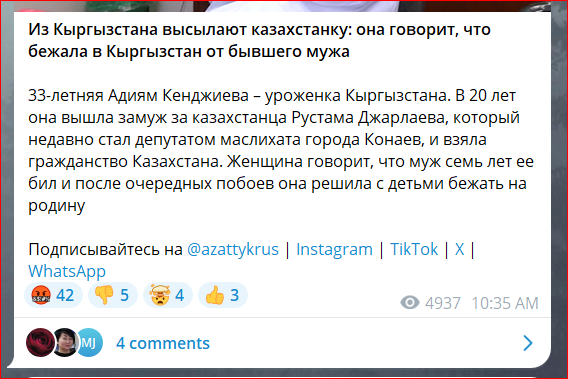 Из Кыргызстана высылают казахстанку: она говорит, что
бежала в Кыргызстан от бывшего мужа
33-летняя Адиям Кенджиева – уроженка Кыргызстана. В 20 лет
она вышла замуж за казахстанца Рустама Джарлаева, который
недавно стал депутатом маслихата города Конаев, и взяла
гражданство Казахстана. Женщина говорит, что муж семь лет ее
бил и после очередных побоев она решила с детьми бежать на
родину
Подписывайтесь на @azattykrus | Instagram | TikTok | X |
WhatsApp
42 5 4 3 4937 10:35 AM
MJ 4 comments